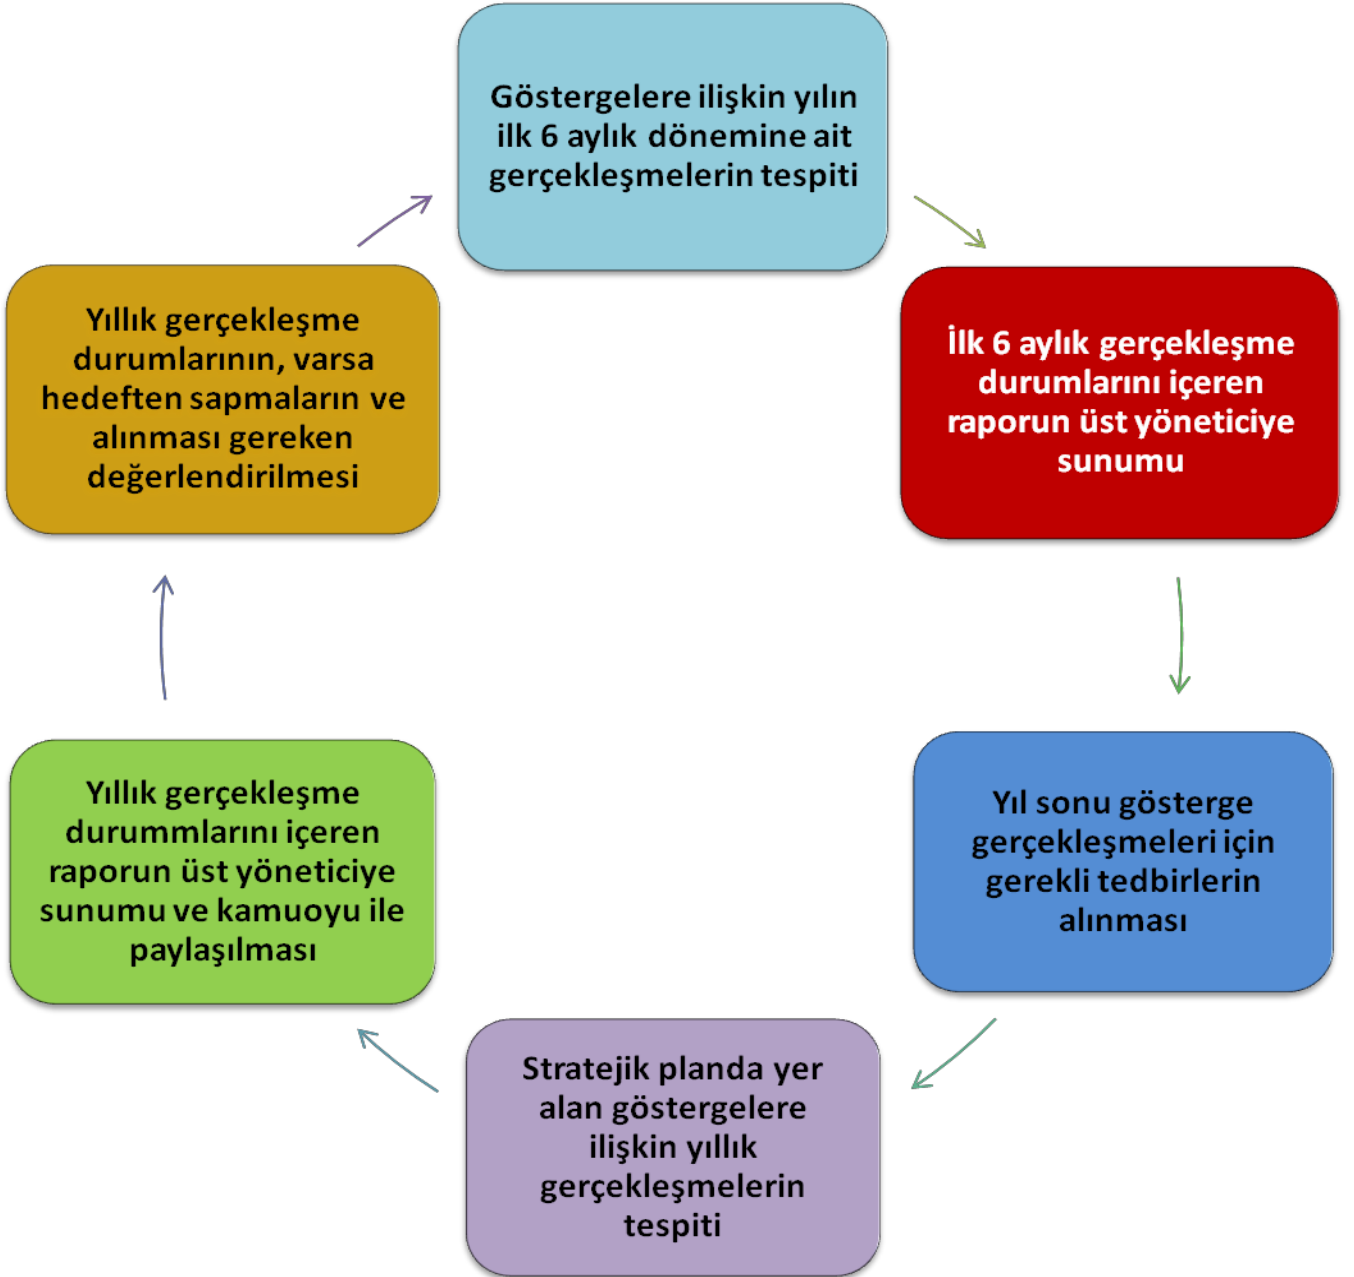 Göstergelere ilişkin yılın
ilk 6 aylık dönemine ait
gerçekleşmelerin tespiti
İlk 6 aylık gerçekleşme
durumlarını içeren
raporun üst yöneticiye
sunumu
Yıl sonu gösterge
gerçekleşmeleri için
gerekli tedbirlerin
alınması
Stratejik planda yer
alan göstergelere
ilişkin yıllık
gerçekleşmelerin
tespiti
Yıllık gerçekleşme
durummlarını içeren
raporun üst yöneticiye
sunumu ve kamuoyu ile
paylaşılması
Yıllık gerçekleşme
durumlarının, varsa
hedeften sapmaların ve
alınması gereken
değerlendirilmesi